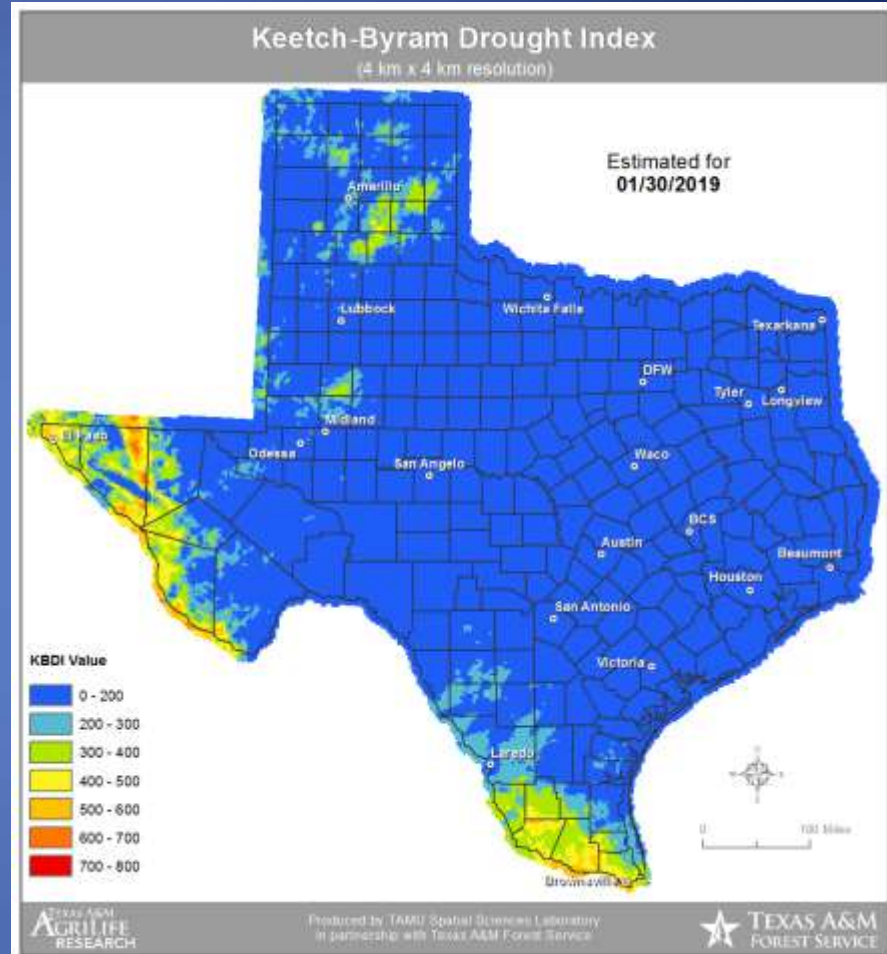 Keetch-Byram Drought Index
(4 km x 4 km resolution)
Estimated for
01/30/2019
Amarillo
Lubbock
Wichita Falls
Texarkana
DFW
Tyler
Longview
Midland
El Paso
Odessa
San Angelo
Waco
BCS
Austin
Beaumont
Houston
San Antonio
Victoria
KBDI Value
0 - 200
200 - 300
300 - 400
400 - 500
500 - 600
600 - 700
700 - 800
Laredo
N
W E
S
0 100 Miles
Brownsville
TEXAS A&M
AGRILIFE
RESEARCH
Produced by TAMU Spatial Sciences Laboratory
in partnership with Texas A&M Forest Service
TEXAS A&M
FOREST SERVICE